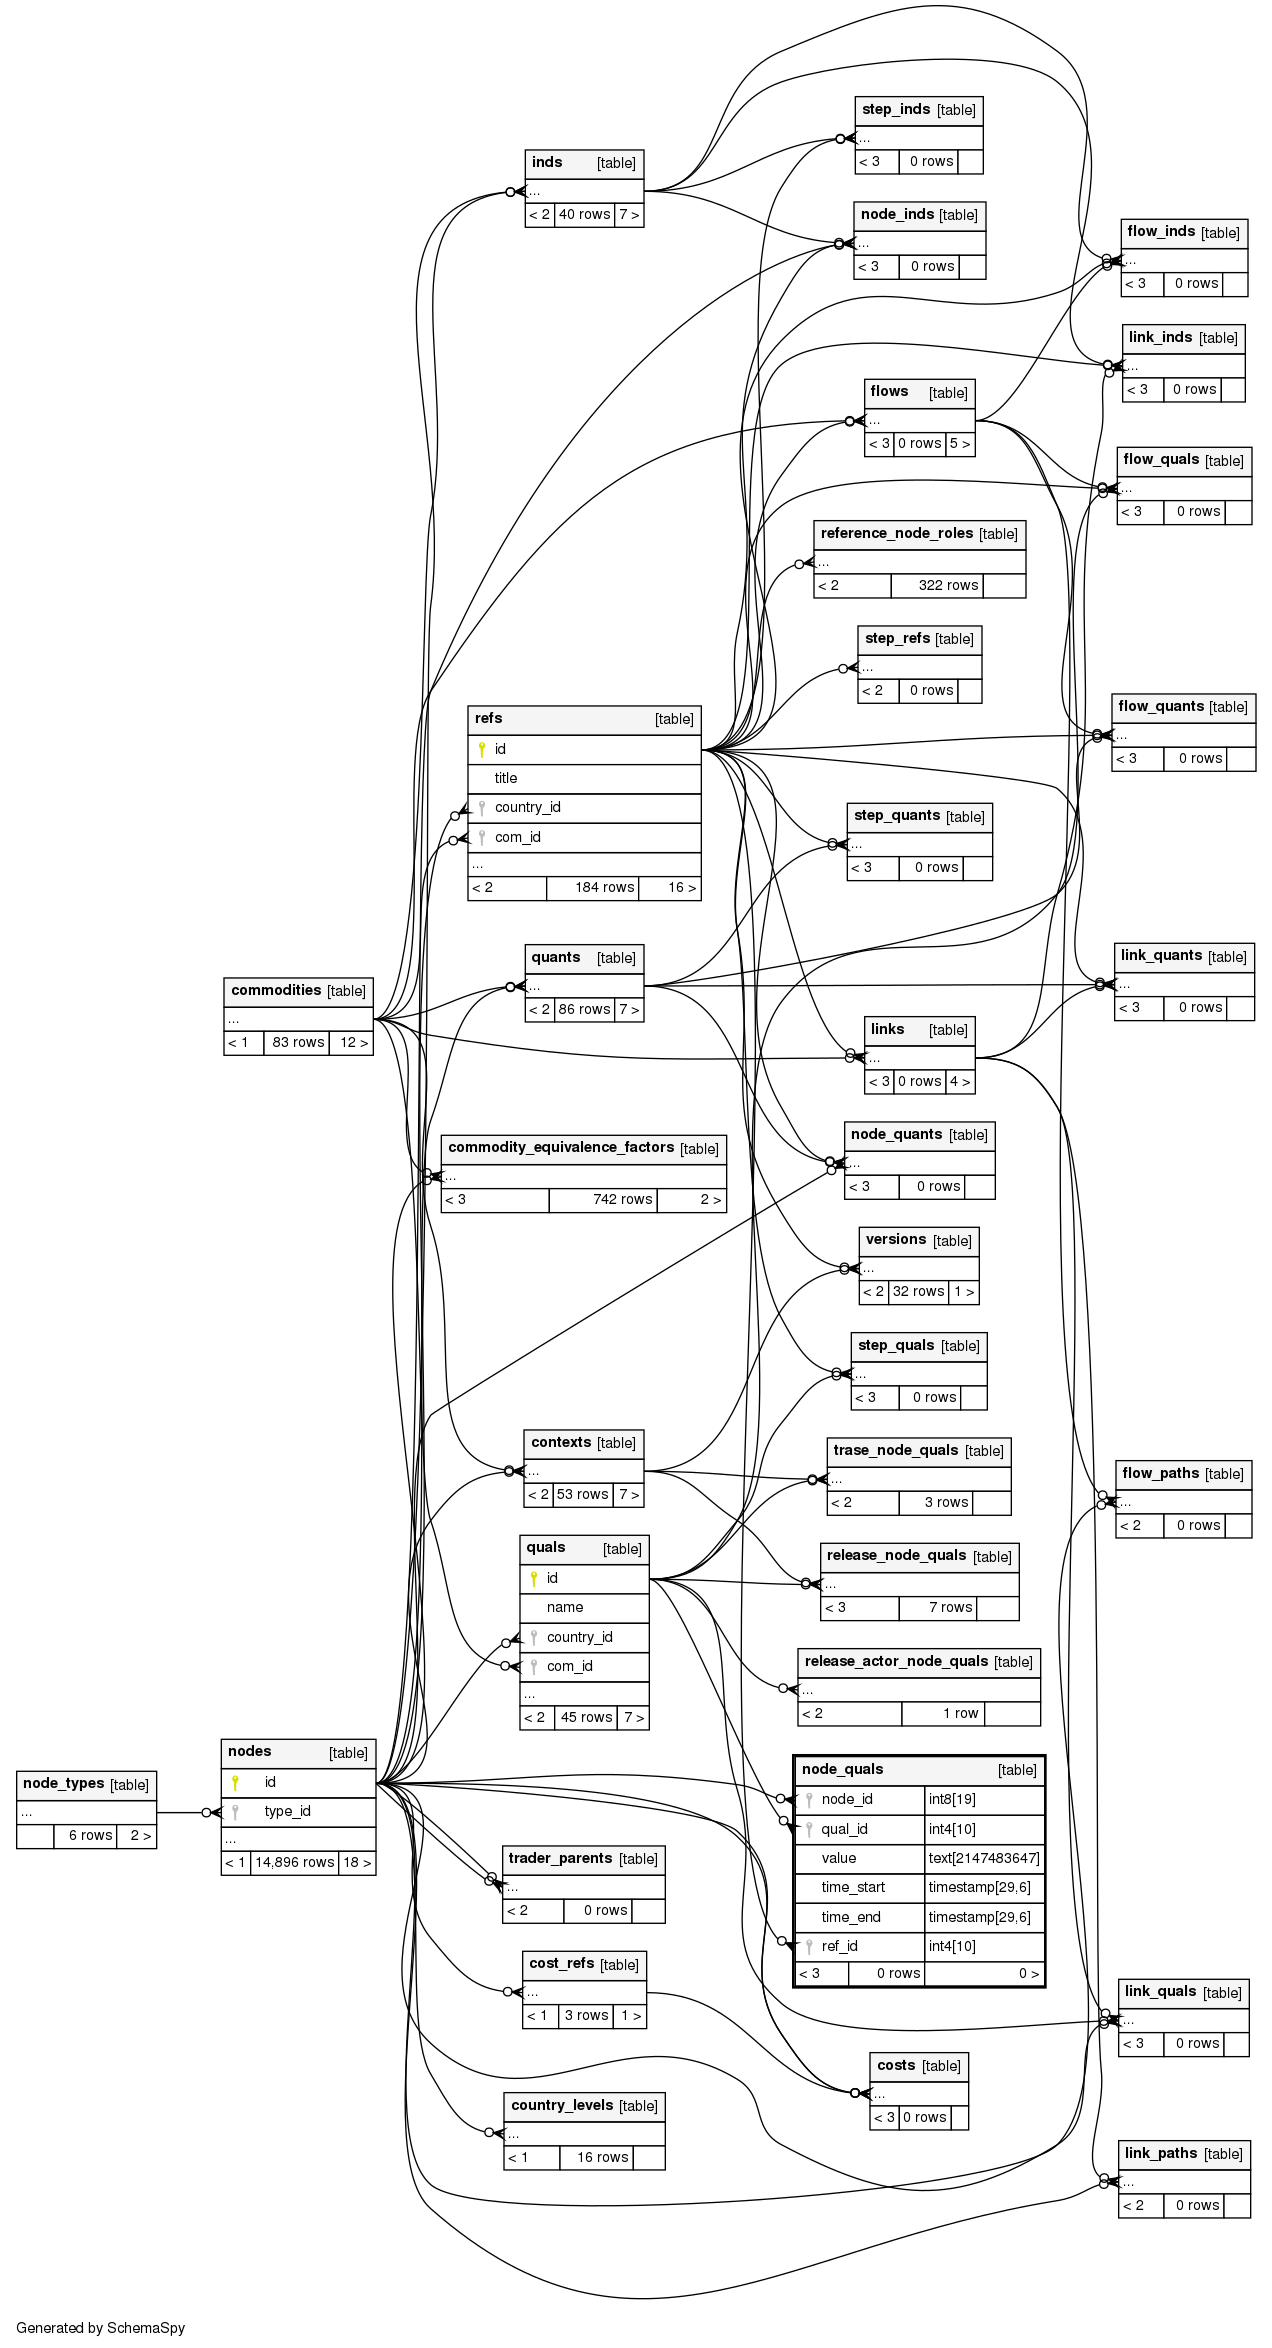 step_inds [table]
...
< 3 0 rows
inds [table]
...
< 2 40 rows 7 >
node_inds [table]
...
< 3 0 rows
flow_inds [table]
...
< 3 0 rows
link_inds [table]
...
< 3 0 rows
flows [table]
...
< 3 0 rows 5 >
flow_quals [table]
...
< 3 0 rows
reference_node_roles [table]
...
< 2 322 rows
step_refs [table]
...
< 2 0 rows
refs [table]
id
title
country_id
com_id
...
< 2 184 rows 16 >
flow_quants [table]
...
< 3 0 rows
step_quants [table]
...
< 3 0 rows
quants [table]
...
< 2 86 rows 7 >
link_quants [table]
...
< 3 0 rows
commodities [table]
...
< 1 83 rows 12 >
links [table]
...
< 3 0 rows 4 >
node_quants [table]
...
< 3 0 rows
commodity_equivalence_factors [table]
...
< 3 742 rows 2 >
versions [table]
...
< 2 32 rows 1 >
step_quals [table]
...
< 3 0 rows
contexts [table]
...
< 2 53 rows 7 >
trase_node_quals [table]
...
< 2 3 rows
flow_paths [table]
...
< 2 0 rows
quals [table]
id
name
country_id
com_id
...
< 2 45 rows 7 >
release_node_quals [table]
...
< 3 7 rows
release_actor_node_quals [table]
...
< 2 1 row
nodes [table]
id
type_id
...
< 1 14,896 rows 18 >
node_types [table]
...
6 rows 2 >
node_quals [table]
node_id int8[19]
qual_id int4[10]
value text[2147483647]
time_start timestamp[29,6]
time_end timestamp[29,6]
ref_id int4[10]
< 3 0 rows 0 >
trader_parents [table]
...
< 2 0 rows
cost_refs [table]
...
< 1 3 rows 1 >
link_quals [table]
...
< 3 0 rows
costs [table]
...
< 3 0 rows
country_levels [table]
...
< 1 16 rows
link_paths [table]
...
< 2 0 rows
Generated by SchemaSpy